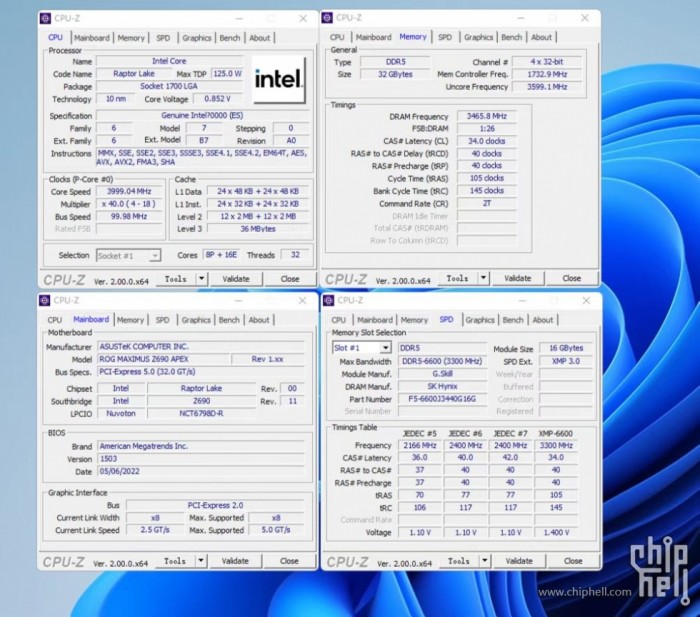 CPU-Z
CPU Mainboard Memory SPD Graphics Bench About
Processor
Name Intel Core
Code Name Raptor Lake Max TDP 125.0 W
Package Socket 1700 LGA
Technology 10 nm Core Voltage 0.852 V
intel.
Specification Genuine Intel?0000 (ES)
Family 6 Model 7 Stepping 0
Ext. Family 6 Ext. Model B7 Revision A0
Instructions MMX, SSE, SSE2, SSE3, SSSE3, SSE4.1, SSE4.2, EM64T, AES,
AVX, AVX2, FMA3, SHA
Clocks (P-Core #0)
Core Speed 3999.04 MHz
Multiplier x 40.0 ( 4 - 18 )
Bus Speed 99.98 MHz
Rated FSB
Cache
L1 Data 24 x 48 KB + 24 x 48 KB
L1 Inst. 24 x 32 KB + 24 x 32 KB
Level 2 12 x 2 MB + 12 x 2 MB
Level 3 36 MBytes
Selection Socket #1 Cores 8P + 16E Threads 32
CPU-Z Ver. 2.00.0.x64 Tools Validate Close
CPU-Z
CPU Mainboard Memory SPD Graphics Bench About
General
Type DDR5 Channel # 4 x 32-bit
Size 32 GBytes Mem Controller Freq. 1732.9 MHz
Uncore Frequency 3599.1 MHz
Timings
DRAM Frequency 3465.8 MHz
FSB:DRAM 1:26
CAS# Latency (CL) 34.0 clocks
RAS# to CAS# Delay (tRCD) 40 clocks
RAS# Precharge (tRP) 40 clocks
Cycle Time (tRAS) 105 clocks
Bank Cycle Time (tRC) 145 clocks
Command Rate (CR) 2T
DRAM Idle Timer
Total CAS# (tRDRAM)
Row To Column (tRCD)
CPU-Z Ver. 2.00.0.x64 Tools Validate Close
CPU-Z
CPU Mainboard Memory SPD Graphics Bench About
Motherboard
Manufacturer ASUSTeK COMPUTER INC.
Model ROG MAXIMUS Z690 APEX Rev 1.xx
Bus Specs. PCI-Express 5.0 (32.0 GT/s)
Chipset Intel Raptor Lake Rev. 00
Southbridge Intel Z690 Rev. 11
LPCIO Nuvoton NCT6798D-R
BIOS
Brand American Megatrends Inc.
Version 1503
Date 05/06/2022
Graphic Interface
Bus PCI-Express 2.0
Current Link Width x8 Max. Supported x8
Current Link Speed 2.5 GT/s Max. Supported 5.0 GT/s
CPU-Z Ver. 2.00.0.x64 Tools Validate Close
CPU-Z
CPU Mainboard Memory SPD Graphics Bench About
Memory Slot Selection
Slot #1 DDR5 Module Size 16 GBytes
Max Bandwidth DDR5-6600 (3300 MHz) SPD Ext. XMP 3.0
Module Manuf. G.Skill Week/Year
DRAM Manuf. SK Hynix Buffered
Part Number F5-6600J3440G16G Correction
Serial Number Registered
Timings Table
JEDEC #5 JEDEC #6 JEDEC #7 XMP-6600
Frequency 2166 MHz 2400 MHz 2400 MHz 3300 MHz
CAS# Latency 36.0 40.0 42.0 34.0
RAS# to CAS# 37 40 40 40
RAS# Precharge 37 40 40 40
tRAS 70 77 77 105
tRC 106 117 117 145
Command Rate
Voltage 1.10 V 1.10 V 1.10 V 1.400 V
CPU-Z Ver. 2.00.0.x64 Tools Validate Close
chip
hell
www.chiphell.com